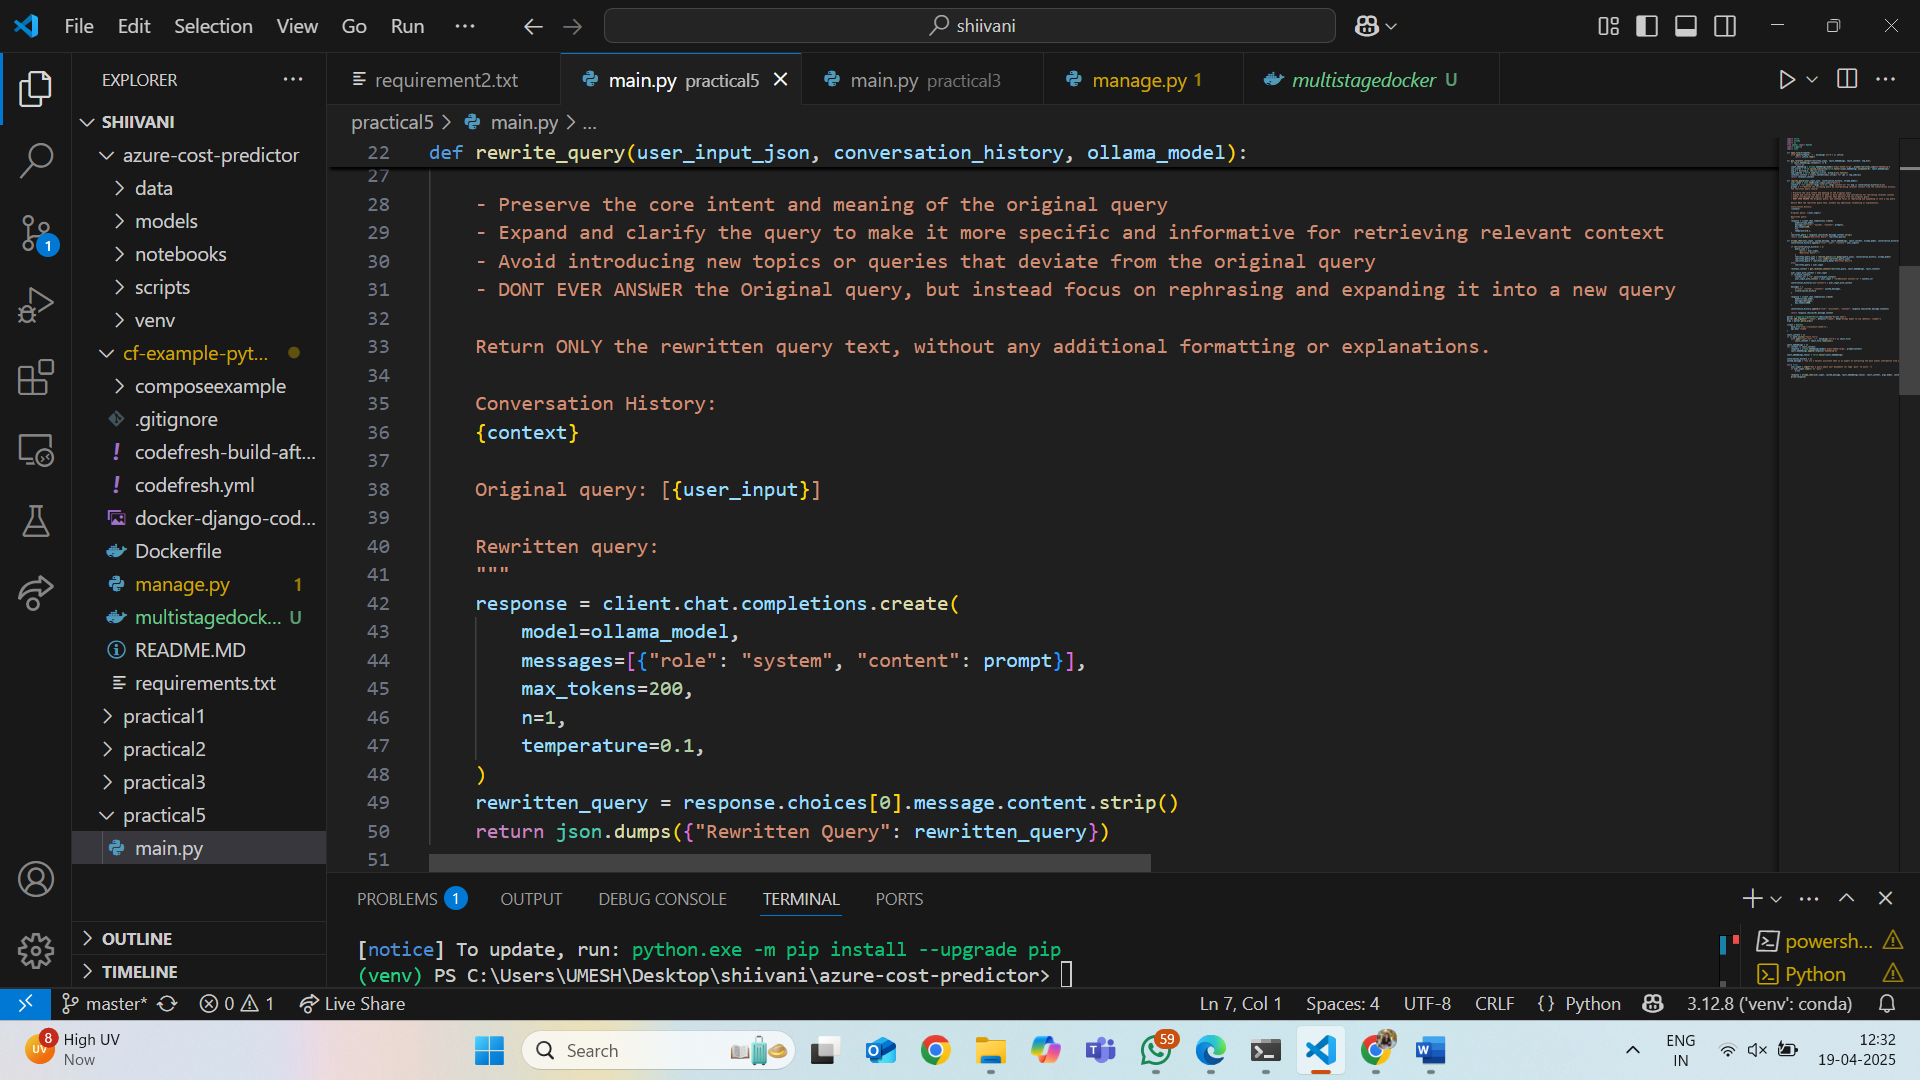 File Edit Selection View Go Run ...
shiivani
EXPLORER
SHIIVANI
azure-cost-predictor
data
models
notebooks
scripts
venv
cf-example-pyt...
composeexample
.gitignore
codefresh-build-aft...
codefresh.yml
docker-django-cod...
Dockerfile
manage.py 1
multistagedock... U
README.MD
requirements.txt
practical1
practical2
practical3
practical5
main.py
OUTLINE
TIMELINE
1
requirement2.txt main.py practical5 main.py practical3 manage.py 1 multistagedocker U
practical5 > main.py > ...
22 def rewrite_query(user_input_json, conversation_history, ollama_model):
27
28 - Preserve the core intent and meaning of the original query
29 - Expand and clarify the query to make it more specific and informative for retrieving relevant context
30 - Avoid introducing new topics or queries that deviate from the original query
31 - DONT EVER ANSWER the Original query, but instead focus on rephrasing and expanding it into a new query
32
33 Return ONLY the rewritten query text, without any additional formatting or explanations.
34
35 Conversation History:
36 {context}
37
38 Original query: [{user_input}]
39
40 Rewritten query:
41 """
42 response = client.chat.completions.create(
43 model=ollama_model,
44 messages=[{"role": "system", "content": prompt}],
45 max_tokens=200,
46 n=1,
47 temperature=0.1,
48 )
49 rewritten_query = response.choices[0].message.content.strip()
50 return json.dumps({"Rewritten Query": rewritten_query})
51
PROBLEMS 1 OUTPUT DEBUG CONSOLE TERMINAL PORTS
[notice] To update, run: python.exe -m pip install --upgrade pip
(venv) PS C:\Users\UMESH\Desktop\shiivani\azure-cost-predictor>
powersh...
Python
master* 0 1 Live Share Ln 7, Col 1 Spaces: 4 UTF-8 CRLF {} Python 3.12.8 ('venv': conda)
8
UV
High UV
Now
Search
59
ENG
IN
12:32
19-04-2025